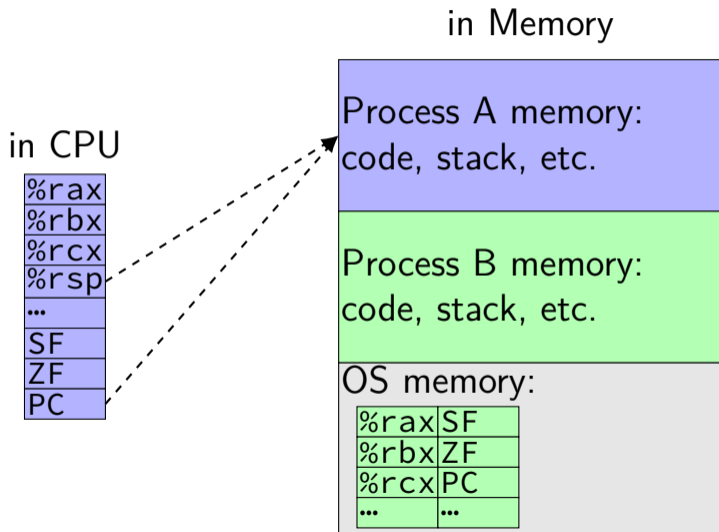 in Memory
in CPU
%rax
%rbx
%rcx
%rsp
…
SF
ZF
PC
Process A memory:
code, stack, etc.
Process B memory:
code, stack, etc.
OS memory:
%rax SF
%rbx ZF
%rcx PC
… …